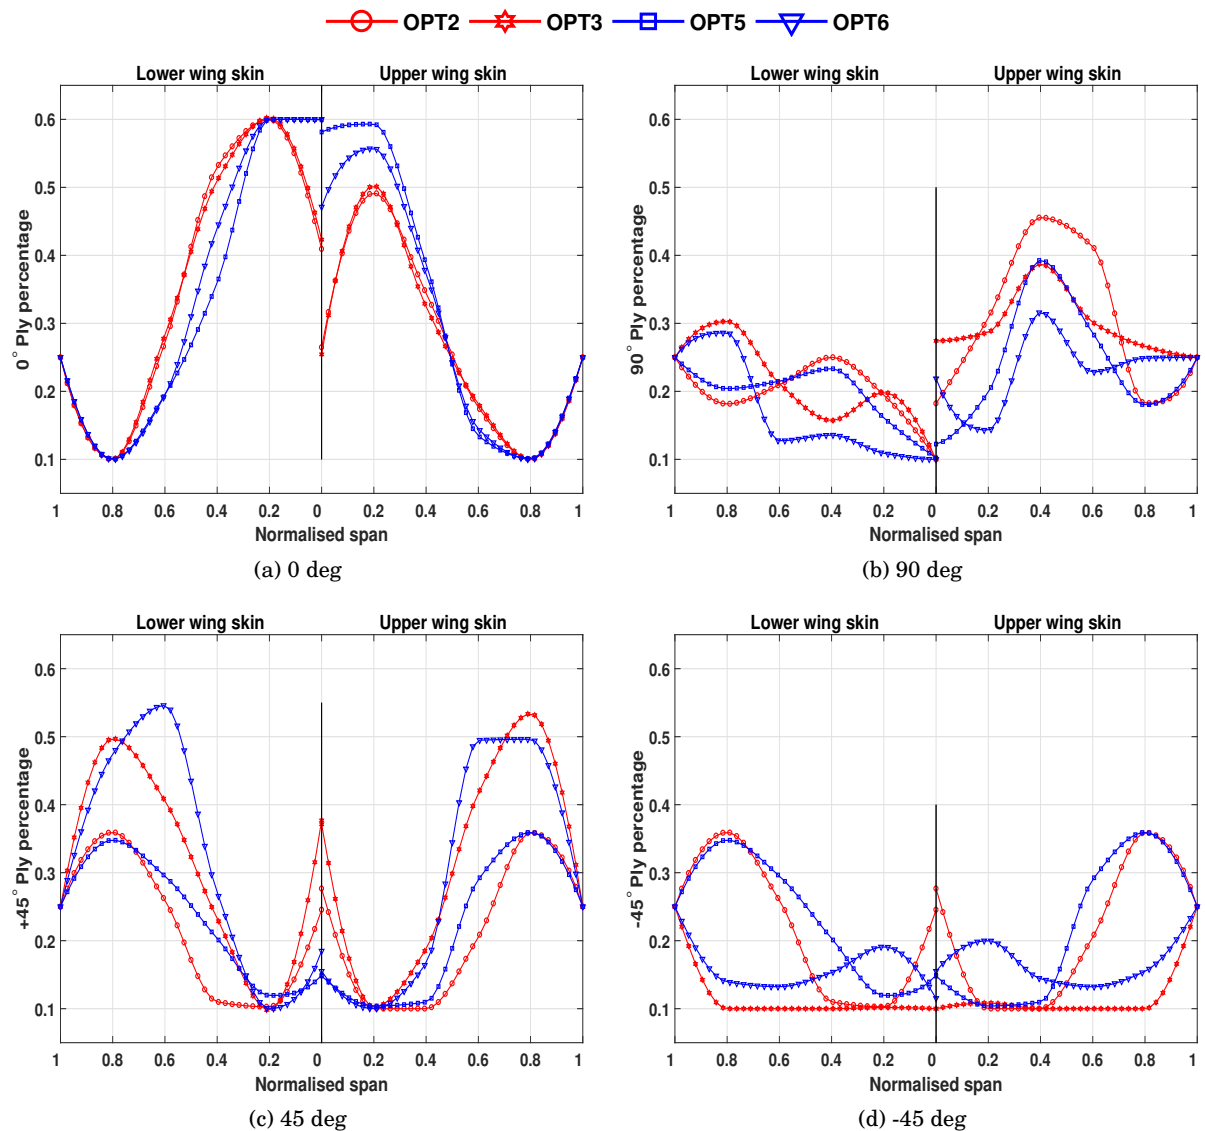 OPT2 OPT3 OPT5 OPT6
Lower wing skin Upper wing skin
0.6
0.5
0.4
0.3
0.2
0.1
0° Ply percentage
1 0.8 0.6 0.4 0.2 0 0.2 0.4 0.6 0.8 1
Normalised span
(a) 0 deg
Lower wing skin Upper wing skin
0.6
0.5
0.4
0.3
0.2
0.1
90° Ply percentage
1 0.8 0.6 0.4 0.2 0 0.2 0.4 0.6 0.8 1
Normalised span
(b) 90 deg
Lower wing skin Upper wing skin
0.6
0.5
0.4
0.3
0.2
0.1
+45° Ply percentage
1 0.8 0.6 0.4 0.2 0 0.2 0.4 0.6 0.8 1
Normalised span
(c) 45 deg
Lower wing skin Upper wing skin
0.6
0.5
0.4
0.3
0.2
0.1
-45° Ply percentage
1 0.8 0.6 0.4 0.2 0 0.2 0.4 0.6 0.8 1
Normalised span
(d) -45 deg